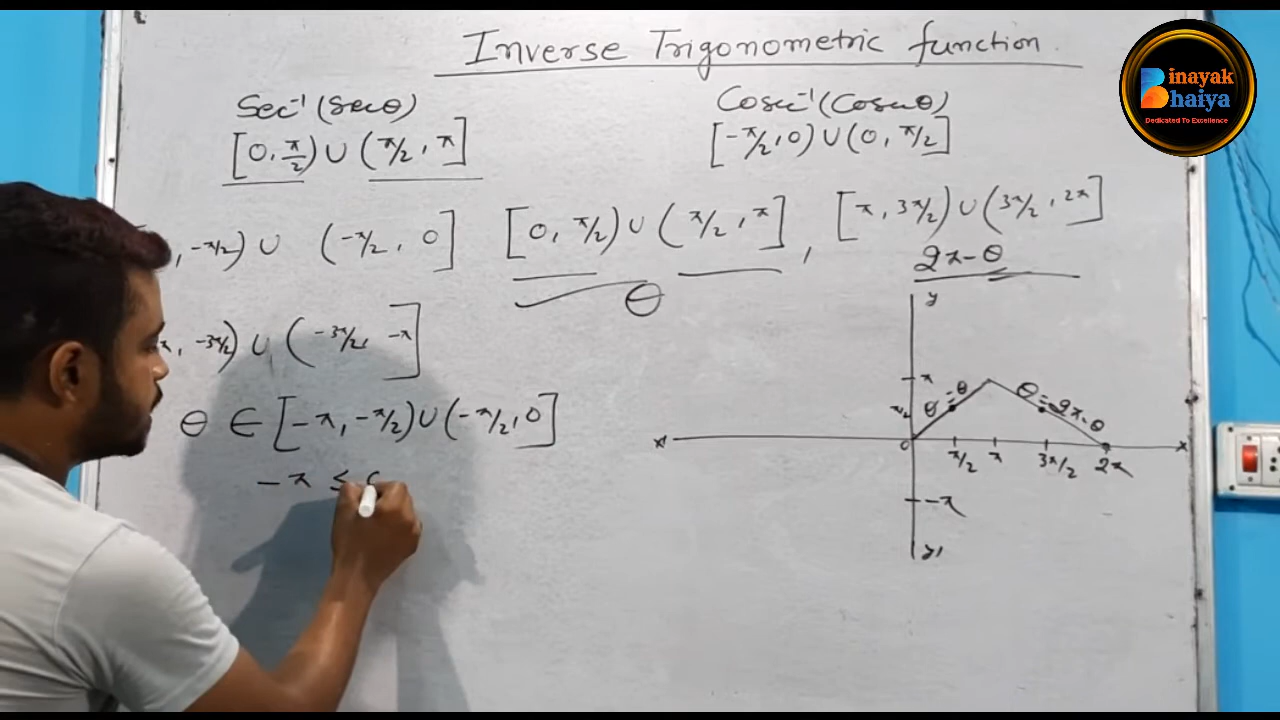 Inverse Trigonometric function
Binayak
Bhaiya
Dedicated To Excellence
Sec⁻¹(Secθ)
Cosec⁻¹(Cosecθ)
[0, π/2) ∪ (π/2, π]
[-π/2, 0) ∪ (0, π/2]
, -π/2) ∪ (-π/2, 0]
[0, π/2) ∪ (π/2, π] , [π, 3π/2) ∪ (3π/2, 2π]
θ
2π-θ
, -3π/2) ∪ (-3π/2, -π]
θ ∈ [-π, -π/2) ∪ (-π/2, 0]
-π ≤
y
π
π/2
θ=θ
θ=2π-θ
x'
0
π/2
π
3π/2
2π
x
-π
y'